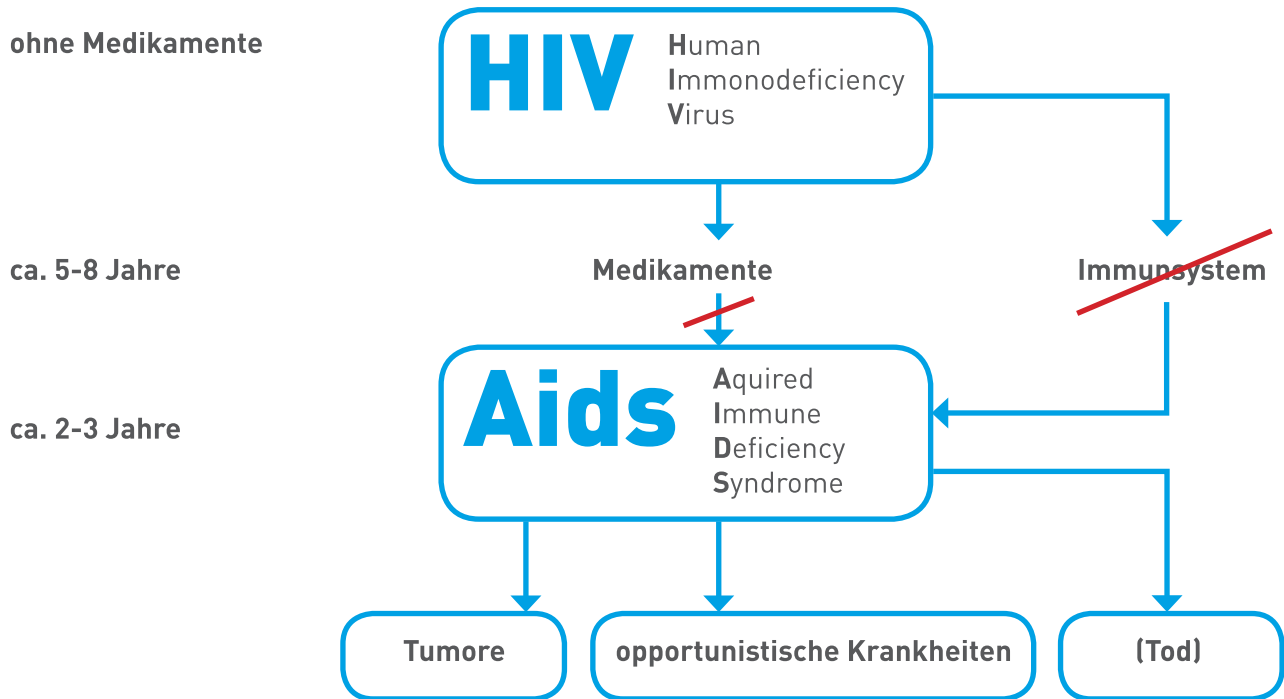 ohne Medikamente
HIV
Human
Immonodeficiency
Virus
ca. 5-8 Jahre
Medikamente
Immunsystem
ca. 2-3 Jahre
Aids
Aquired
Immune
Deficiency
Syndrome
Tumore
opportunistische Krankheiten
(Tod)